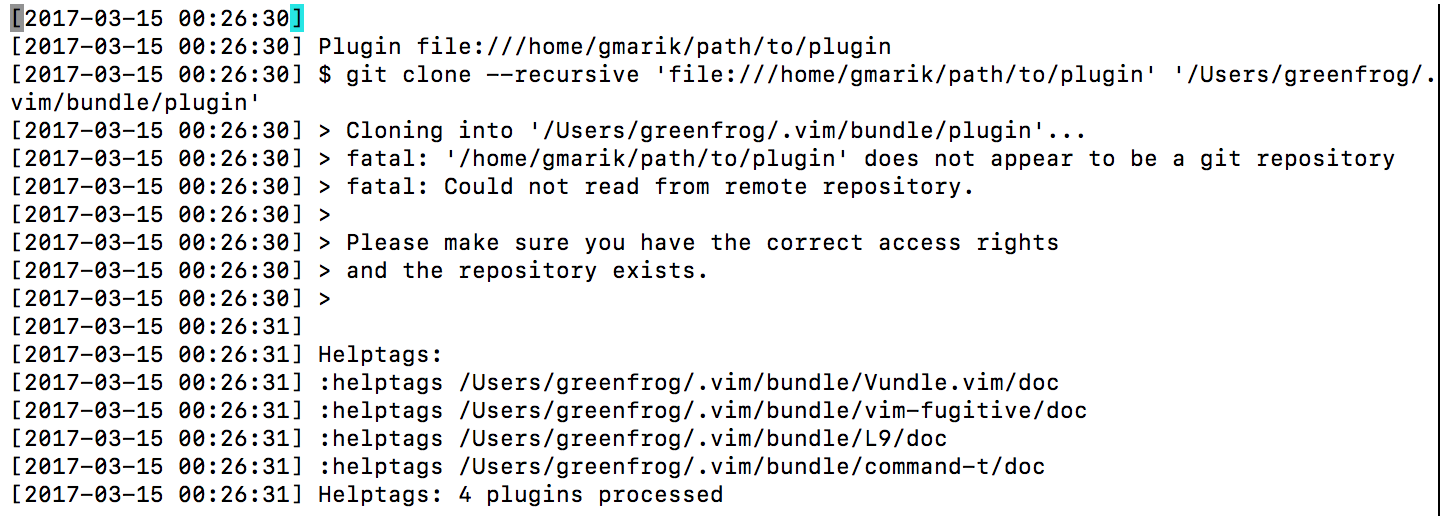 [2017-03-15 00:26:30]
[2017-03-15 00:26:30] Plugin file:///home/gmarik/path/to/plugin
[2017-03-15 00:26:30] $ git clone --recursive 'file:///home/gmarik/path/to/plugin' '/Users/greenfrog/.
vim/bundle/plugin'
[2017-03-15 00:26:30] > Cloning into '/Users/greenfrog/.vim/bundle/plugin'...
[2017-03-15 00:26:30] > fatal: '/home/gmarik/path/to/plugin' does not appear to be a git repository
[2017-03-15 00:26:30] > fatal: Could not read from remote repository.
[2017-03-15 00:26:30] >
[2017-03-15 00:26:30] > Please make sure you have the correct access rights
[2017-03-15 00:26:30] > and the repository exists.
[2017-03-15 00:26:30] >
[2017-03-15 00:26:31]
[2017-03-15 00:26:31] Helptags:
[2017-03-15 00:26:31] :helptags /Users/greenfrog/.vim/bundle/Vundle.vim/doc
[2017-03-15 00:26:31] :helptags /Users/greenfrog/.vim/bundle/vim-fugitive/doc
[2017-03-15 00:26:31] :helptags /Users/greenfrog/.vim/bundle/L9/doc
[2017-03-15 00:26:31] :helptags /Users/greenfrog/.vim/bundle/command-t/doc
[2017-03-15 00:26:31] Helptags: 4 plugins processed